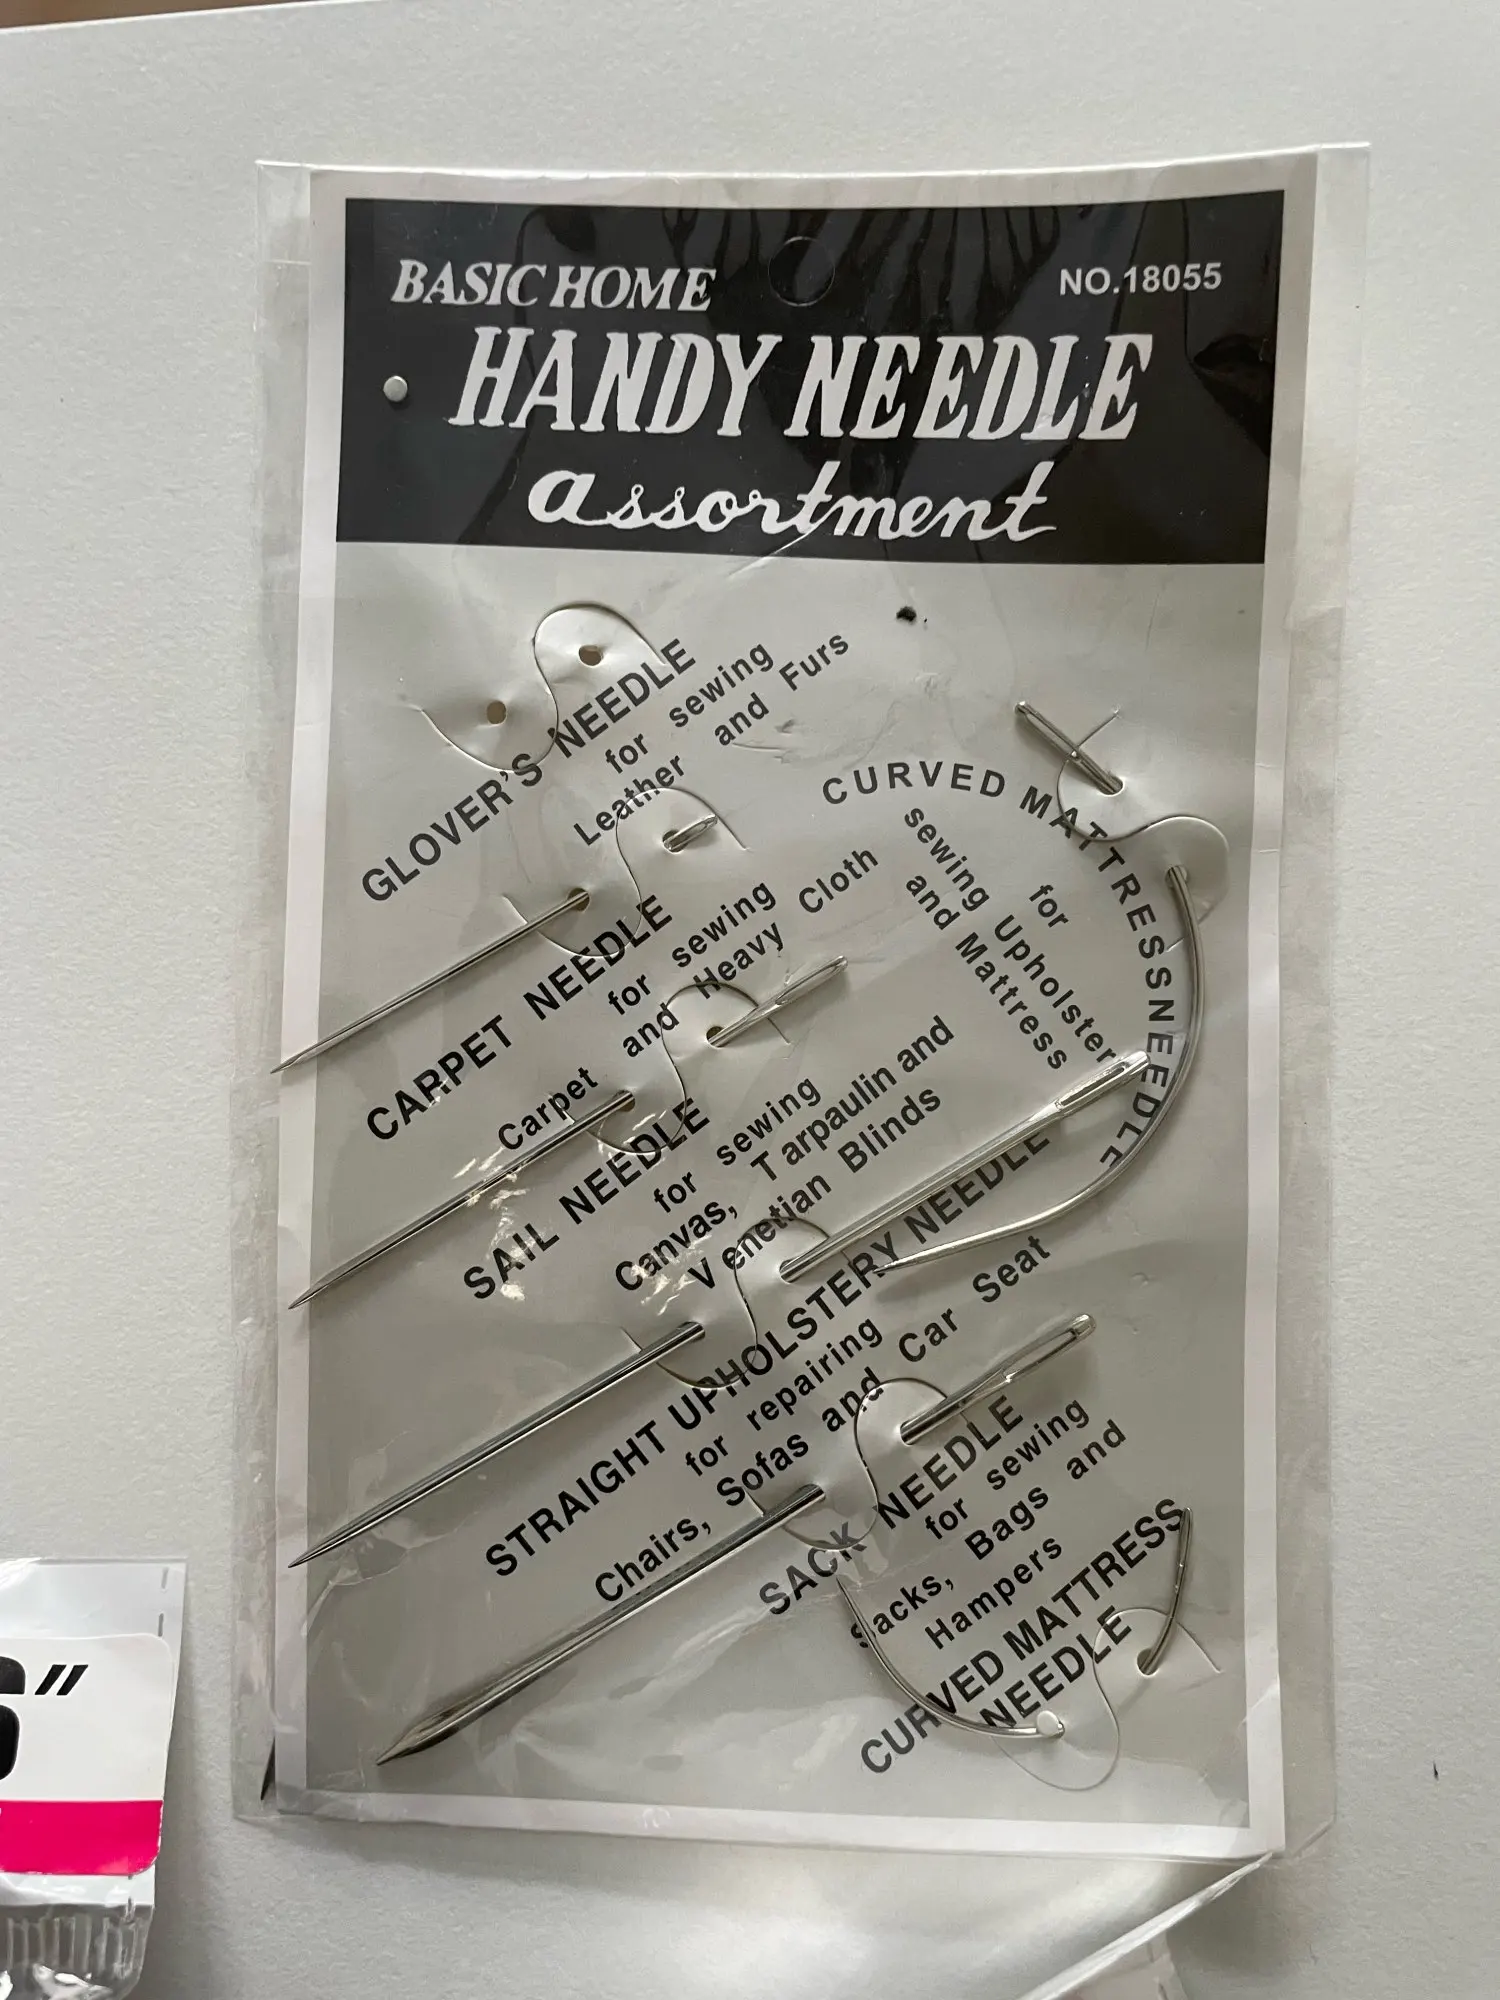 BASIC HOME
NO.18055
HANDY NEEDLE
assortment
GLOVER'S NEEDLE
for sewing
Leather and Furs
CARPET NEEDLE
for sewing
Carpet and Heavy Cloth
CURVED MATTRESSNEEDLE
for
sewing Upholstery
and Mattress
SAIL NEEDLE
for sewing
Canvas, Tarpaulin and
Venetian Blinds
STRAIGHT UPHOLSTERY NEEDLE
for repairing
Chairs, Sofas and Car Seat
SACK NEEDLE
for sewing
Sacks, Bags and
Hampers
CURVED MATTRESS
NEEDLE